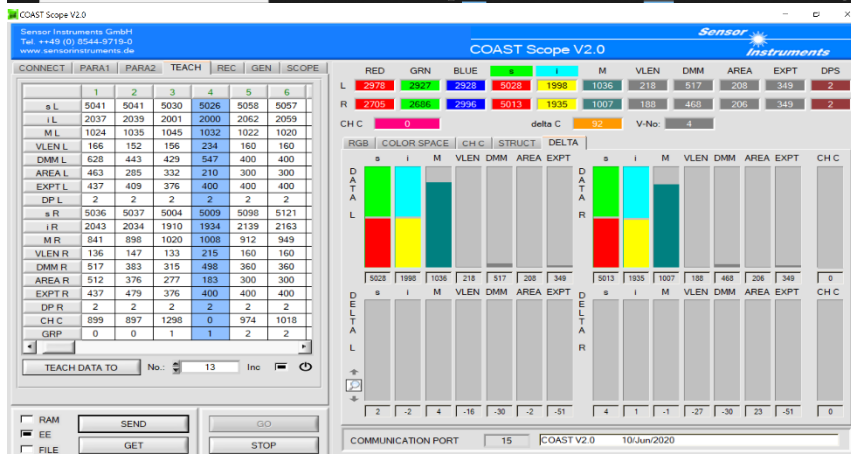 COAST Scope V2.0
Sensor Instruments GmbH
Tel. ++49 (0) 8544-9719-0
www.sensorinstruments.de
COAST Scope V2.0
Sensor Instruments
CONNECT PARA1 PARA2 TEACH REC GEN SCOPE
1 2 3 4 5 6
s L 5041 5041 5030 5026 5058 5057
i L 2037 2039 2001 2000 2062 2059
M L 1024 1035 1045 1032 1022 1020
VLEN L 166 152 156 234 160 160
DMM L 628 443 429 547 400 400
AREA L 463 285 332 210 300 300
EXPT L 437 409 376 400 400 400
DP L 2 2 2 2 2 2
s R 5036 5037 5004 5009 5098 5121
i R 2043 2034 1910 1934 2139 2163
M R 841 898 1020 1008 912 949
VLEN R 136 147 133 215 160 160
DMM R 517 383 315 498 360 360
AREA R 512 376 277 183 300 300
EXPT R 437 479 376 400 400 400
DP R 2 2 2 2 2 2
CH C 899 897 1298 0 974 1018
GRP 0 0 1 1 2 2
TEACH DATA TO No.: 13 Inc
RAM
EE
FILE
SEND GO
GET STOP
RED GRN BLUE s i M VLEN DMM AREA EXPT DPS
L 2978 2927 2928 5028 1998 1036 218 517 208 349 2
R 2705 2686 2996 5013 1935 1007 188 468 206 349 2
CH C 0 delta C 92 V-No: 4
RGB COLOR SPACE CH C STRUCT DELTA
s i M VLEN DMM AREA EXPT s i M VLEN DMM AREA EXPT CH C
DATA L
DATA R
5028 1998 1036 218 517 208 349 5013 1935 1007 188 468 206 349 0
s i M VLEN DMM AREA EXPT s i M VLEN DMM AREA EXPT CH C
DELTA L
DELTA R
2 -2 4 -16 -30 -2 -51 4 1 -1 -27 -30 23 -51 0
COMMUNICATION PORT 15 COAST V2.0 10/Jun/2020